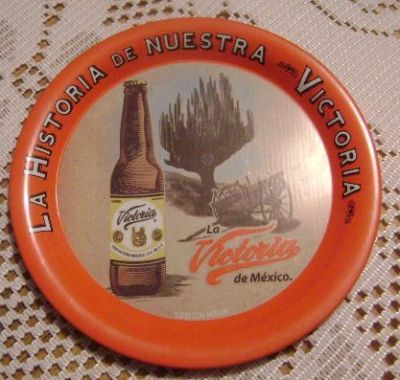 LA HISTORIA DE NUESTRA VICTORIA
Victoria
La
Victoria
de México.